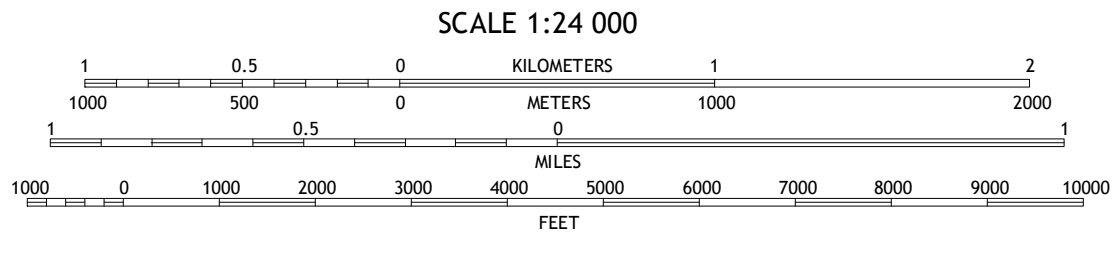 SCALE 1:24 000
1 0.5 0 KILOMETERS 1 2
1000 500 0 METERS 1000 2000
1 0.5 0 1
MILES
1000 0 1000 2000 3000 4000 5000 6000 7000 8000 9000 10000
FEET